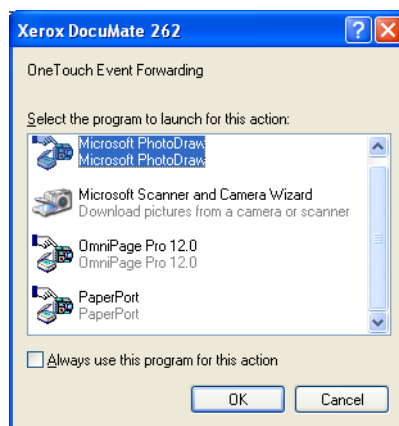 Xerox DocuMate 262
OneTouch Event Forwarding
Select the program to launch for this action:
Microsoft PhotoDraw
Microsoft PhotoDraw
Microsoft Scanner and Camera Wizard
Download pictures from a camera or scanner
OmniPage Pro 12.0
OmniPage Pro 12.0
PaperPort
PaperPort
Always use this program for this action
OK Cancel